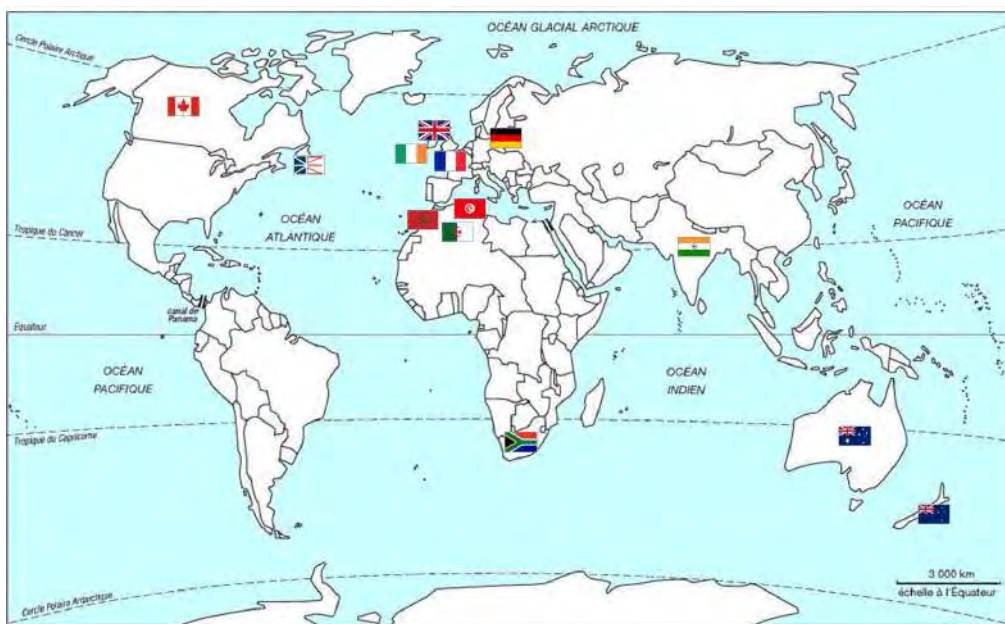 OCÉAN GLACIAL ARCTIQUE
Cercle Polaire Arctique
OCÉAN
PACIFIQUE
OCÉAN
ATLANTIQUE
Tropique du Cancer
canal de
Panama
Equateur
OCÉAN
PACIFIQUE
OCÉAN
INDIEN
Tropique du Capricorne
3 000 km
échelle à l'Équateur
Cercle Polaire Antarctique